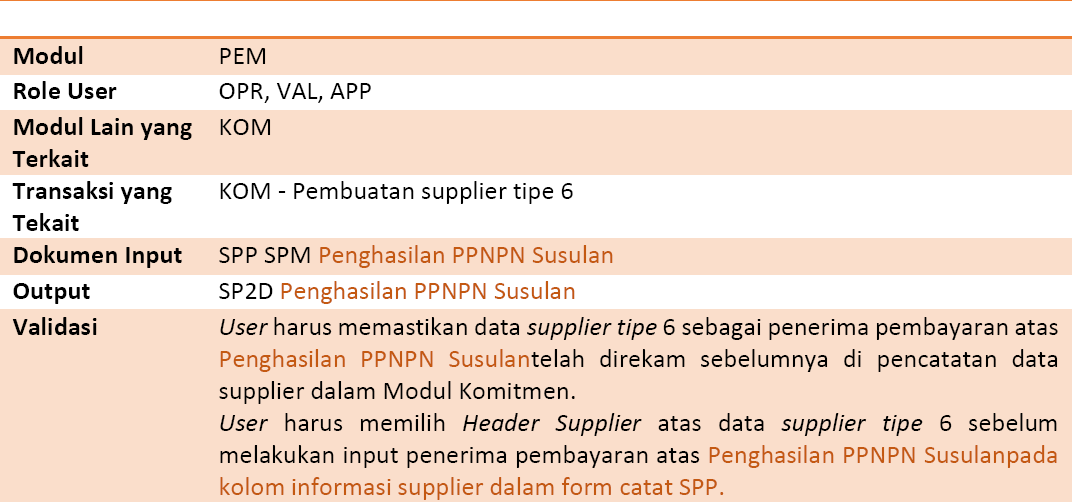 Modul PEM
Role User OPR, VAL, APP
Modul Lain yang KOM
Terkait
Transaksi yang KOM - Pembuatan supplier tipe 6
Tekait
Dokumen Input SPP SPM Penghasilan PPNPN Susulan
Output SP2D Penghasilan PPNPN Susulan
Validasi User harus memastikan data supplier tipe 6 sebagai penerima pembayaran atas
Penghasilan PPNPN Susulantelah direkam sebelumnya di pencatatan data
supplier dalam Modul Komitmen.
User harus memilih Header Supplier atas data supplier tipe 6 sebelum
melakukan input penerima pembayaran atas Penghasilan PPNPN Susulanpada
kolom informasi supplier dalam form catat SPP.